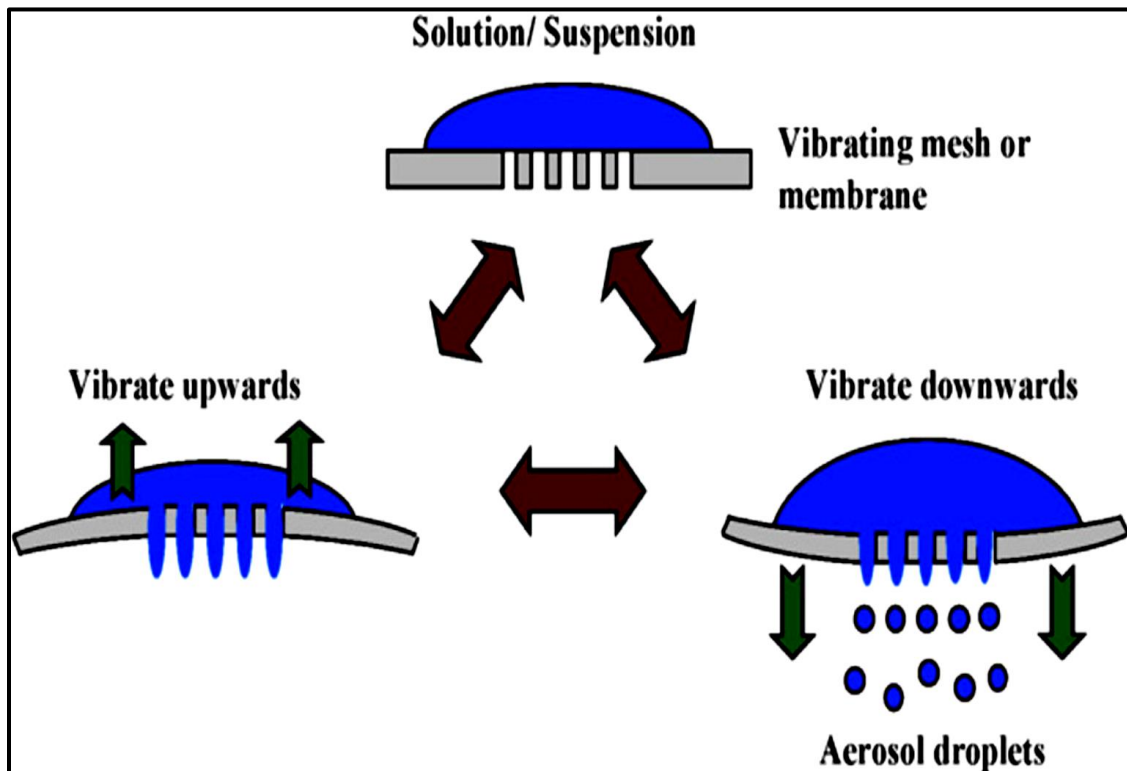 Solution/ Suspension
Vibrating mesh or
membrane
Vibrate upwards
Vibrate downwards
Aerosol droplets